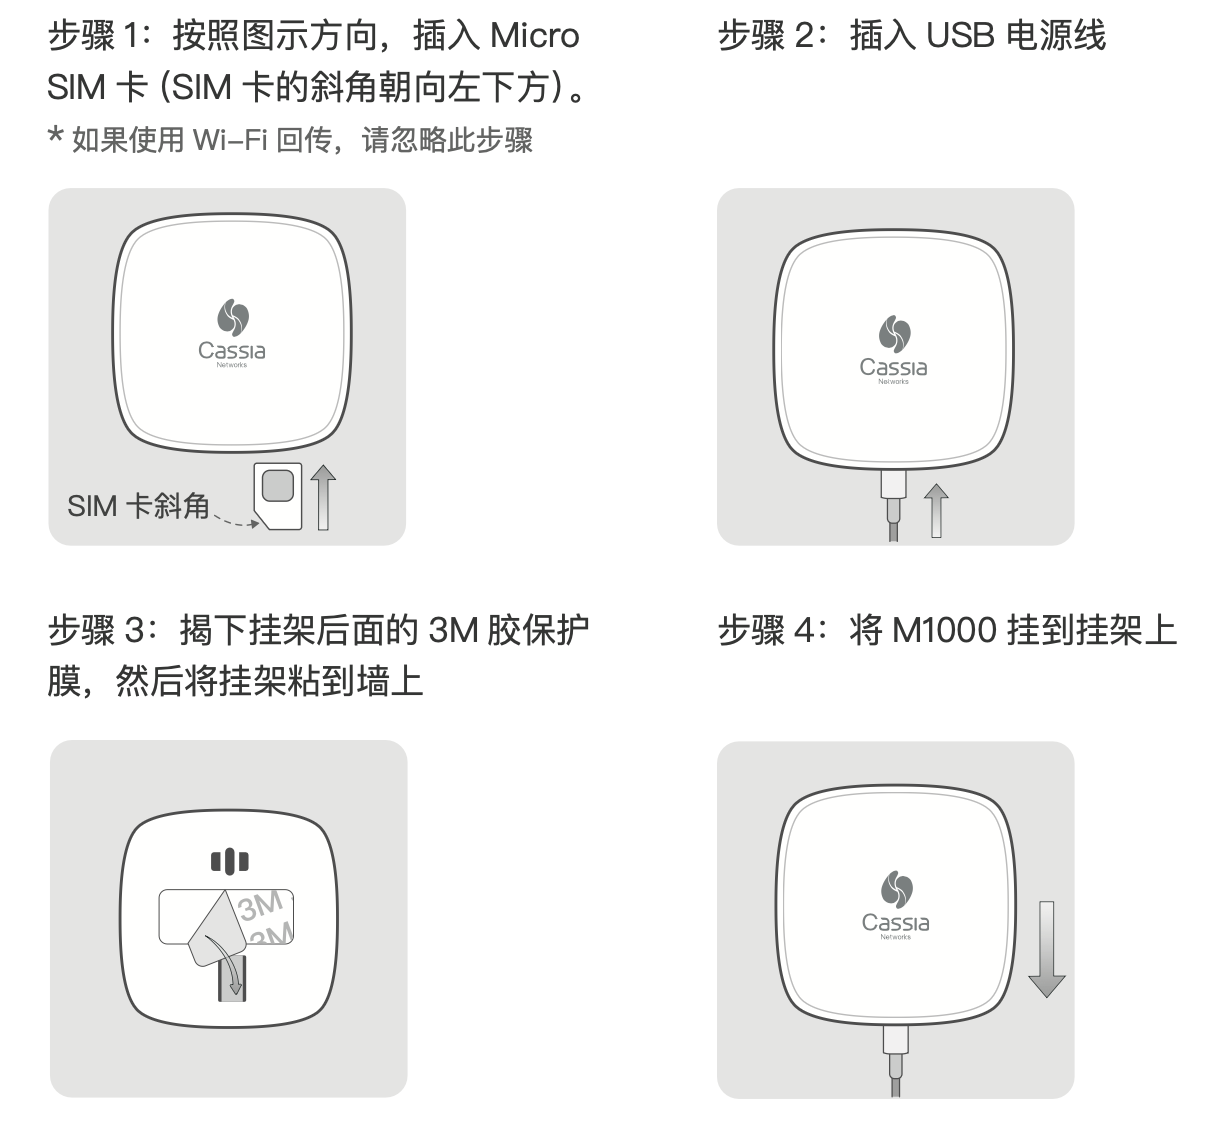 步骤 1：按照图示方向，插入 Micro
SIM 卡（SIM 卡的斜角朝向左下方）。
* 如果使用 Wi-Fi 回传，请忽略此步骤
Cassia
Networks
SIM 卡斜角
步骤 2：插入 USB 电源线
Cassia
Networks
步骤 3：揭下挂架后面的 3M 胶保护
膜，然后将挂架粘到墙上
3M
3M
步骤 4：将 M1000 挂到挂架上
Cassia
Networks